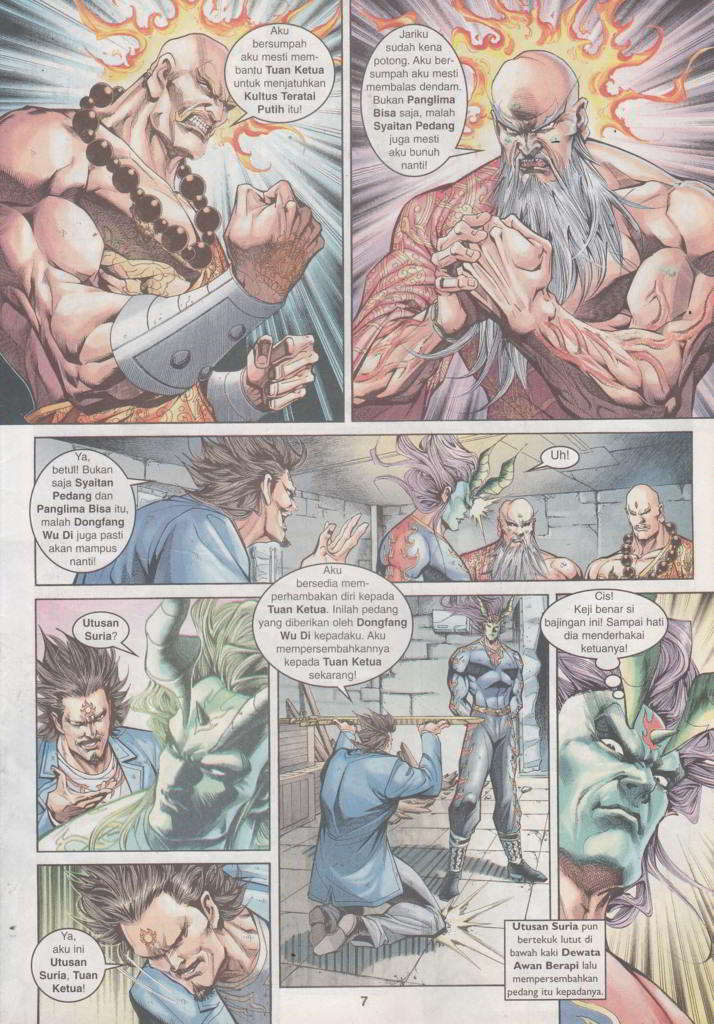 Aku
bersumpah
aku mesti mem-
bantu Tuan Ketua
untuk menjatuhkan
Kultus Teratai
Putih itu!
Jariku
sudah kena
potong. Aku ber-
sumpah aku mesti
membalas dendam.
Bukan Panglima
Bisa saja, malah
Syaitan Pedang
juga mesti
aku bunuh
nanti!
Ya,
betul! Bukan
saja Syaitan
Pedang dan
Panglima Bisa itu,
malah Dongfang
Wu Di juga pasti
akan mampus
nanti!
Uh!
Utusan
Suria?
Aku
bersedia mem-
perhambakan diri kepada
Tuan Ketua. Inilah pedang
yang diberikan oleh Dongfang
Wu Di kepadaku. Aku
mempersembahkannya
kepada Tuan Ketua
sekarang!
Cis!
Keji benar si
bajingan ini! Sampai hati
dia menderhakai
ketuanya!
Ya,
aku ini
Utusan
Suria, Tuan
Ketua!
Utusan Suria pun
bertekuk lutut di
bawah kaki Dewata
Awan Berapi lalu
mempersembahkan
pedang itu kepadanya.
7